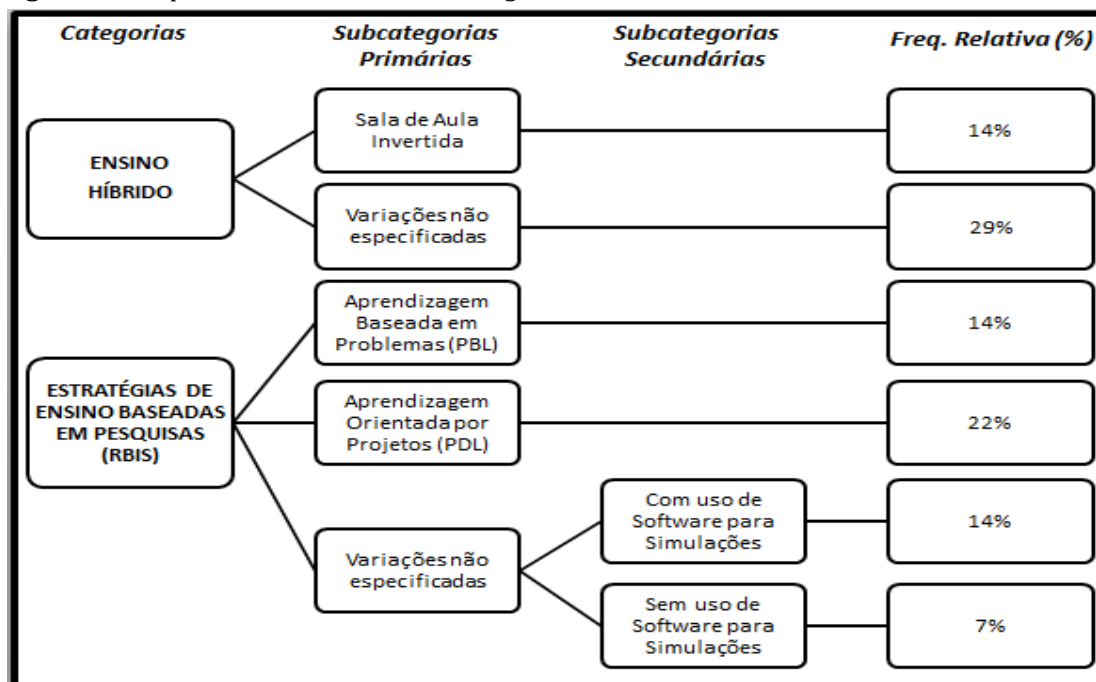 Categorias
Subcategorias
Primárias
Subcategorias
Secundárias
Freq. Relativa (%)
ENSINO
HÍBRIDO
Sala de Aula
Invertida
14%
Variações não
especificadas
29%
ESTRATÉGIAS DE
ENSINO BASEADAS
EM PESQUISAS
(RBIS)
Aprendizagem
Baseada em
Problemas (PBL)
14%
Aprendizagem
Orientada por
Projetos (PDL)
22%
Variações não
especificadas
Com uso de
Software para
Simulações
14%
Sem uso de
Software para
Simulações
7%